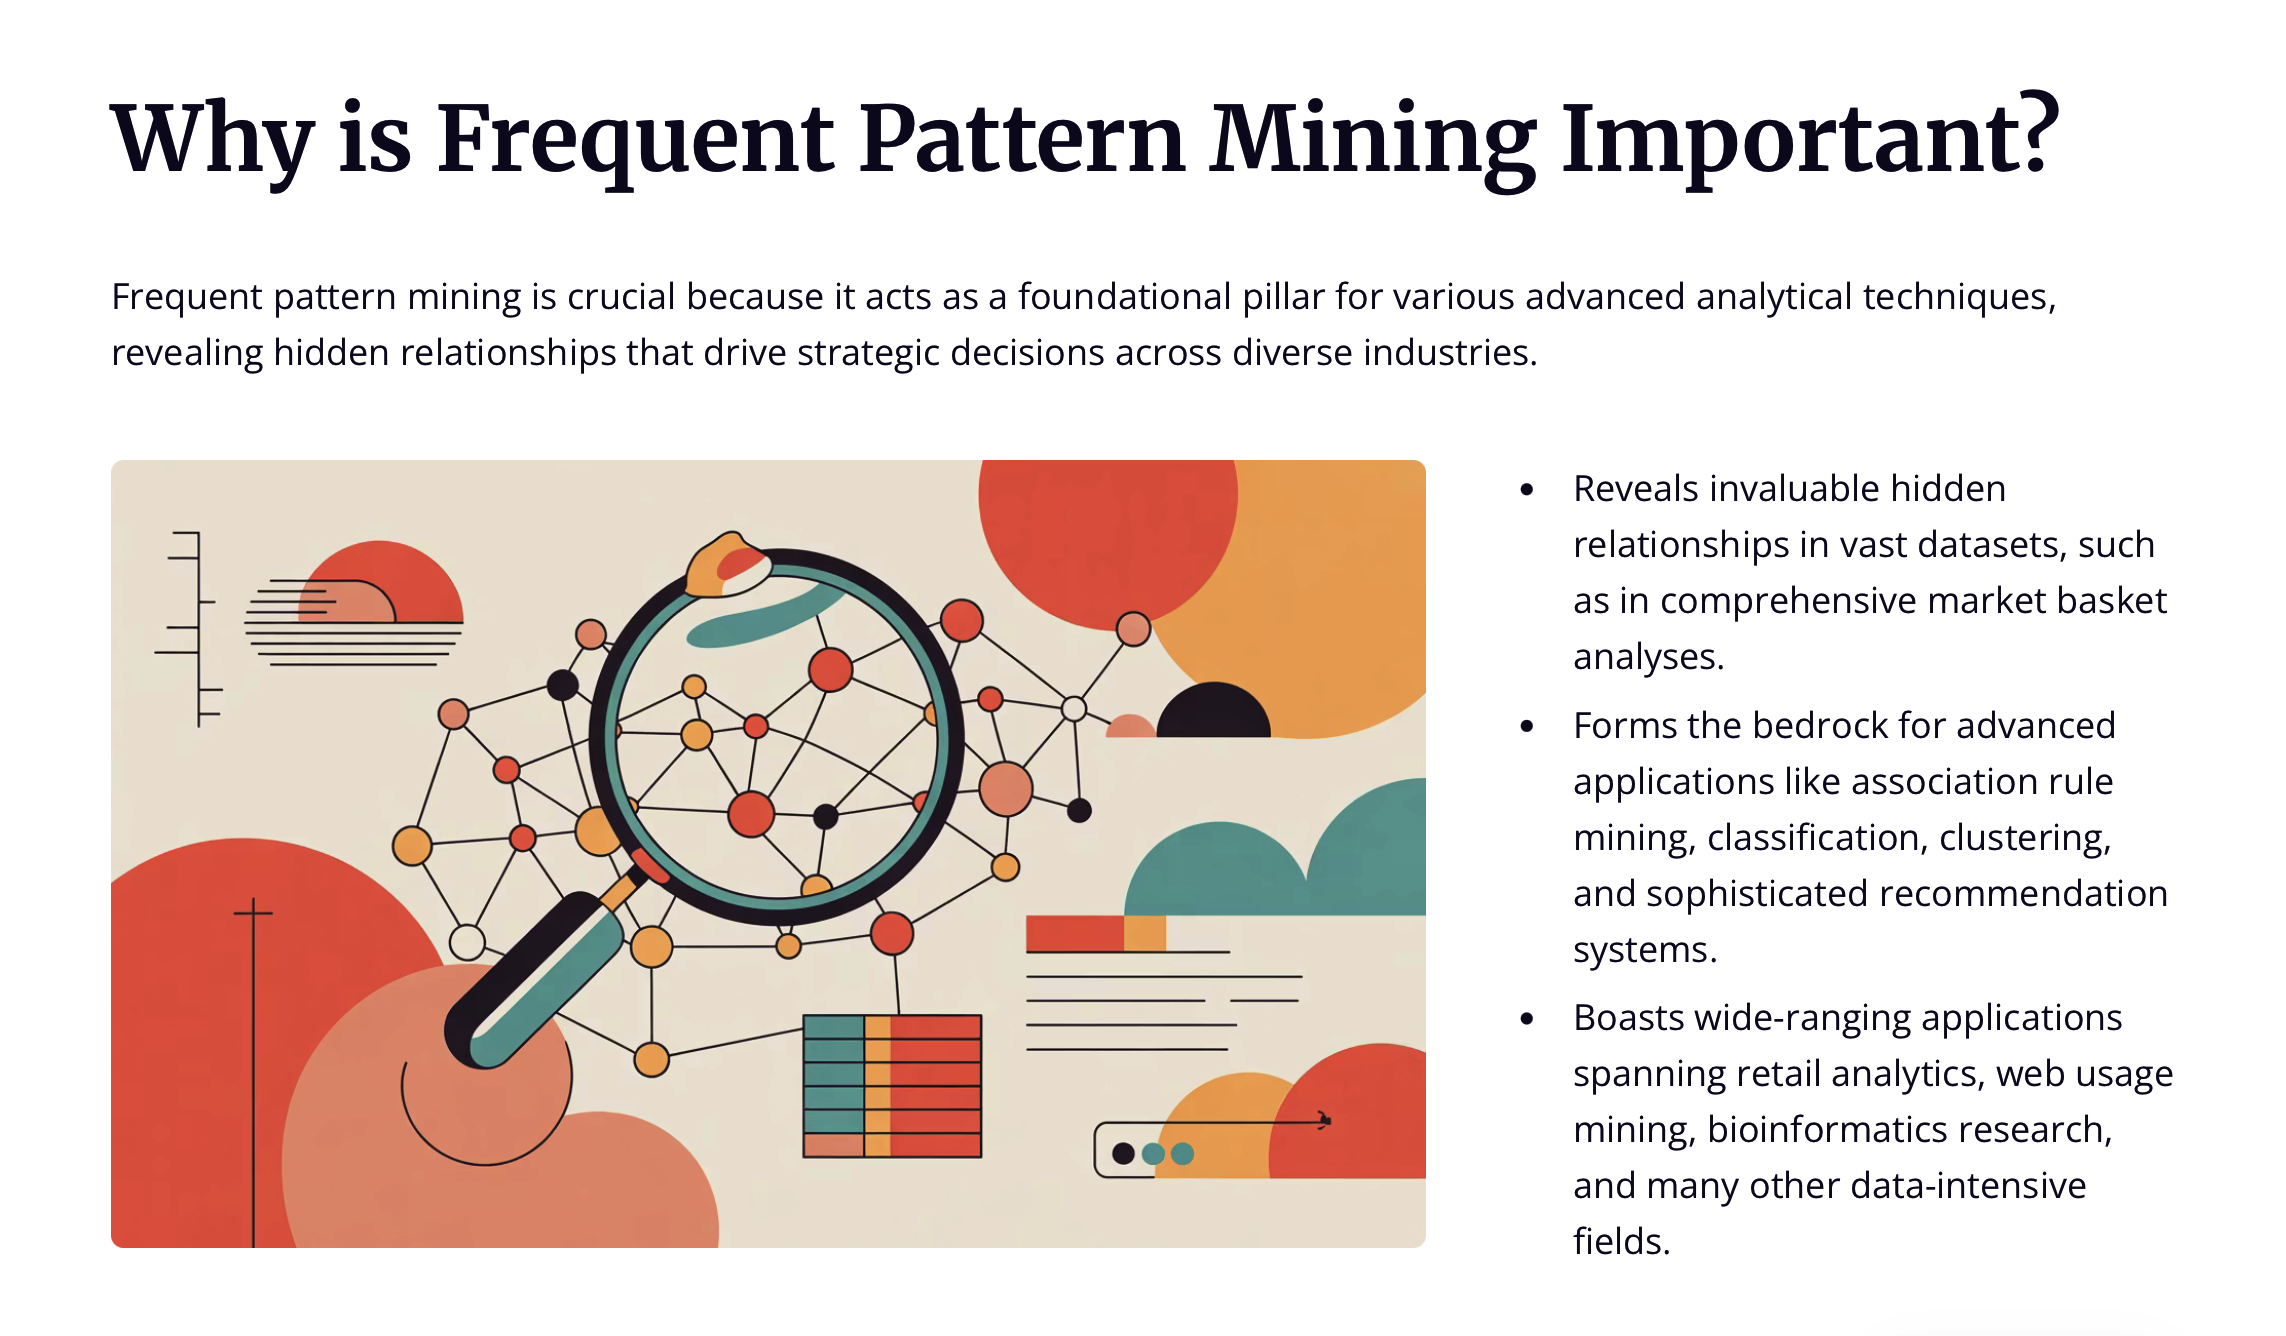 Why is Frequent Pattern Mining Important?
Frequent pattern mining is crucial because it acts as a foundational pillar for various advanced analytical techniques,
revealing hidden relationships that drive strategic decisions across diverse industries.
• Reveals invaluable hidden
relationships in vast datasets, such
as in comprehensive market basket
analyses.
• Forms the bedrock for advanced
applications like association rule
mining, classification, clustering,
and sophisticated recommendation
systems.
• Boasts wide-ranging applications
spanning retail analytics, web usage
mining, bioinformatics research,
and many other data-intensive
fields.